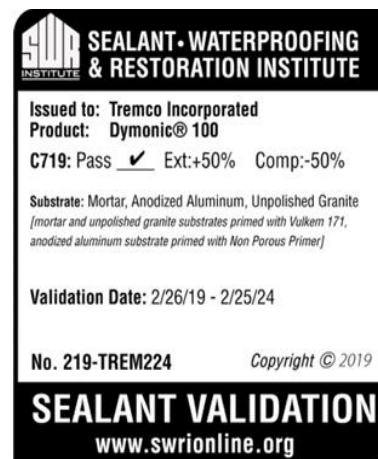 SWR
INSTITUTE
SEALANT • WATERPROOFING
& RESTORATION INSTITUTE
Issued to: Tremco Incorporated
Product: Dymonic® 100
C719: Pass ✔ Ext:+50% Comp:-50%
Substrate: Mortar, Anodized Aluminum, Unpolished Granite
[mortar and unpolished granite substrates primed with Vulkem 171,
anodized aluminum substrate primed with Non Porous Primer]
Validation Date: 2/26/19 - 2/25/24
No. 219-TREM224 Copyright © 2019
SEALANT VALIDATION
www.swrionline.org